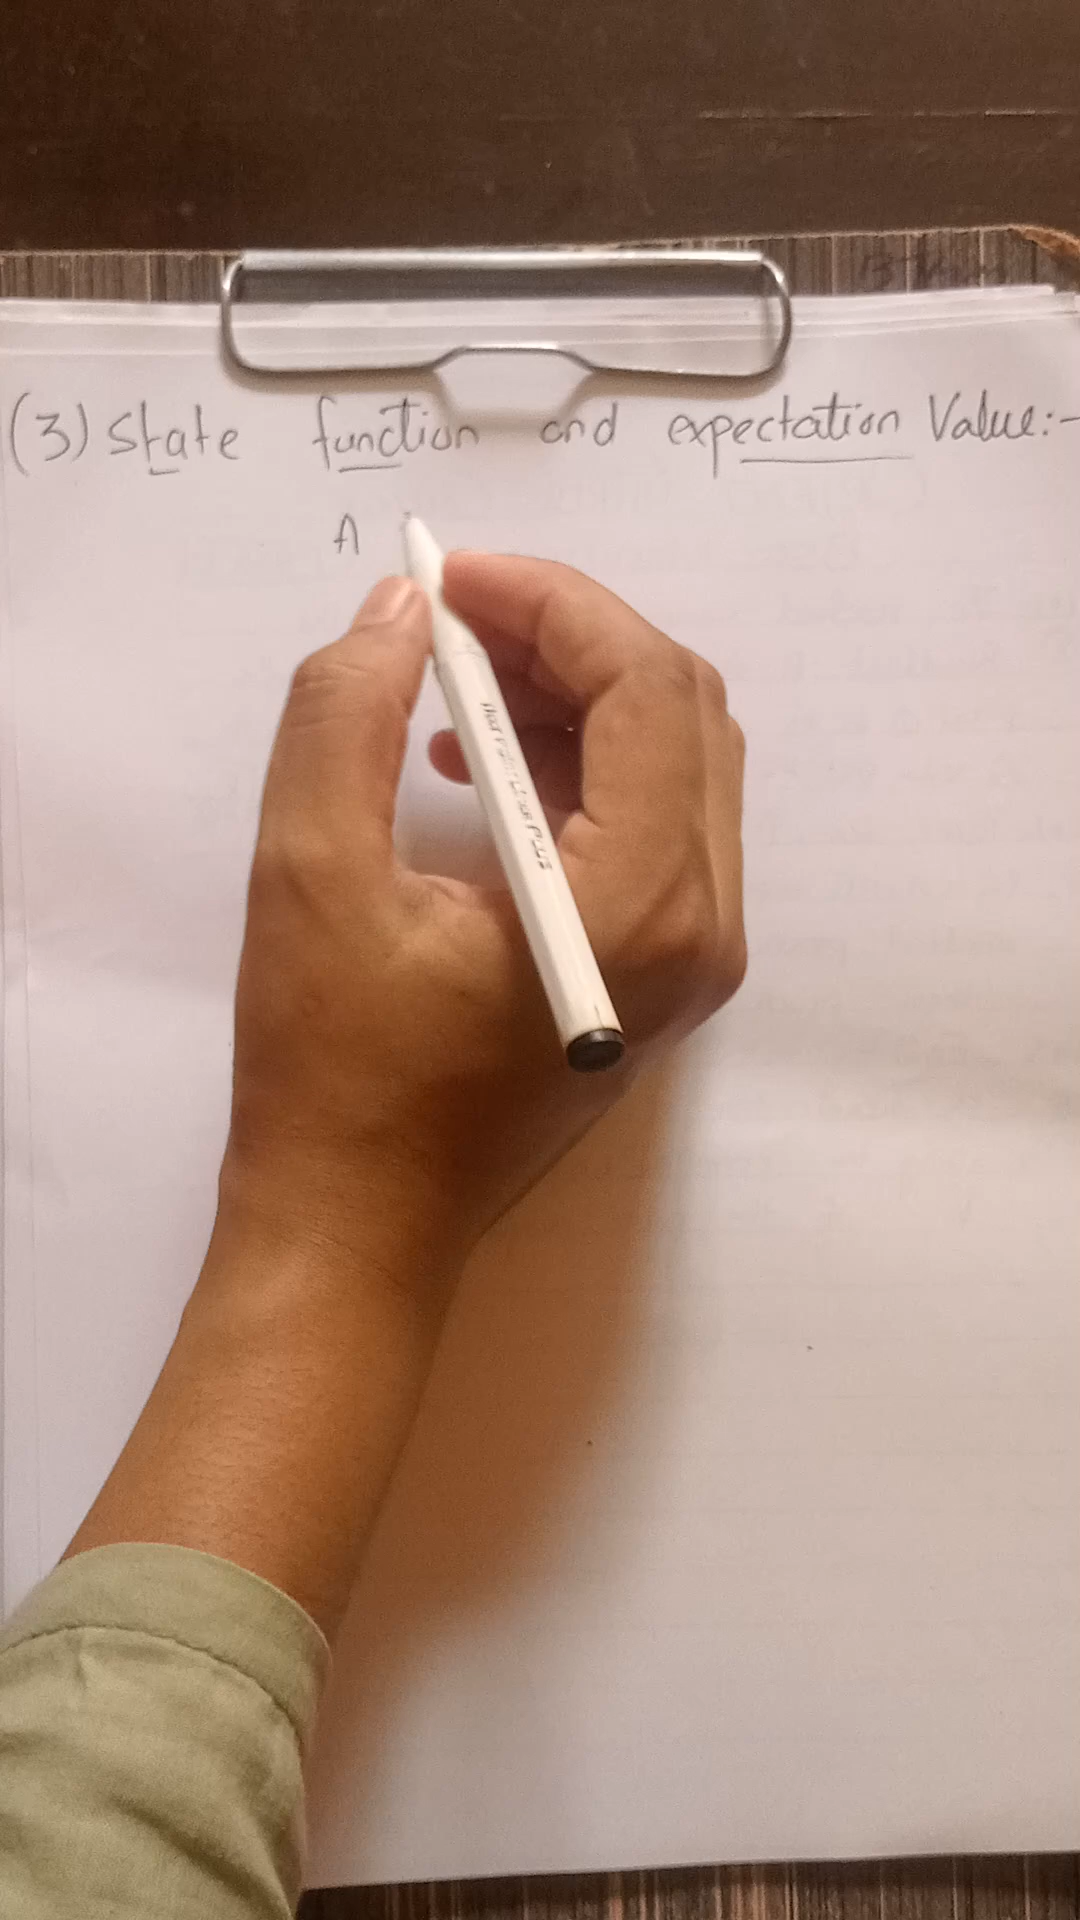 (3) State function and expectation Value:-
A